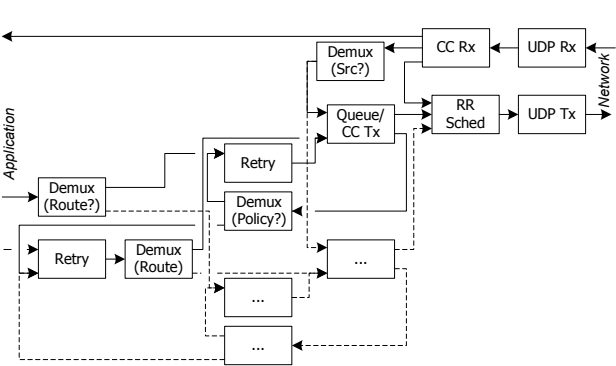 Demux
(Src?)
CC Rx
UDP Rx
Network
Application
Queue/
CC Tx
RR
Sched
UDP Tx
Retry
Demux
(Route?)
Demux
(Policy?)
Retry
Demux
(Route)
...
...
...